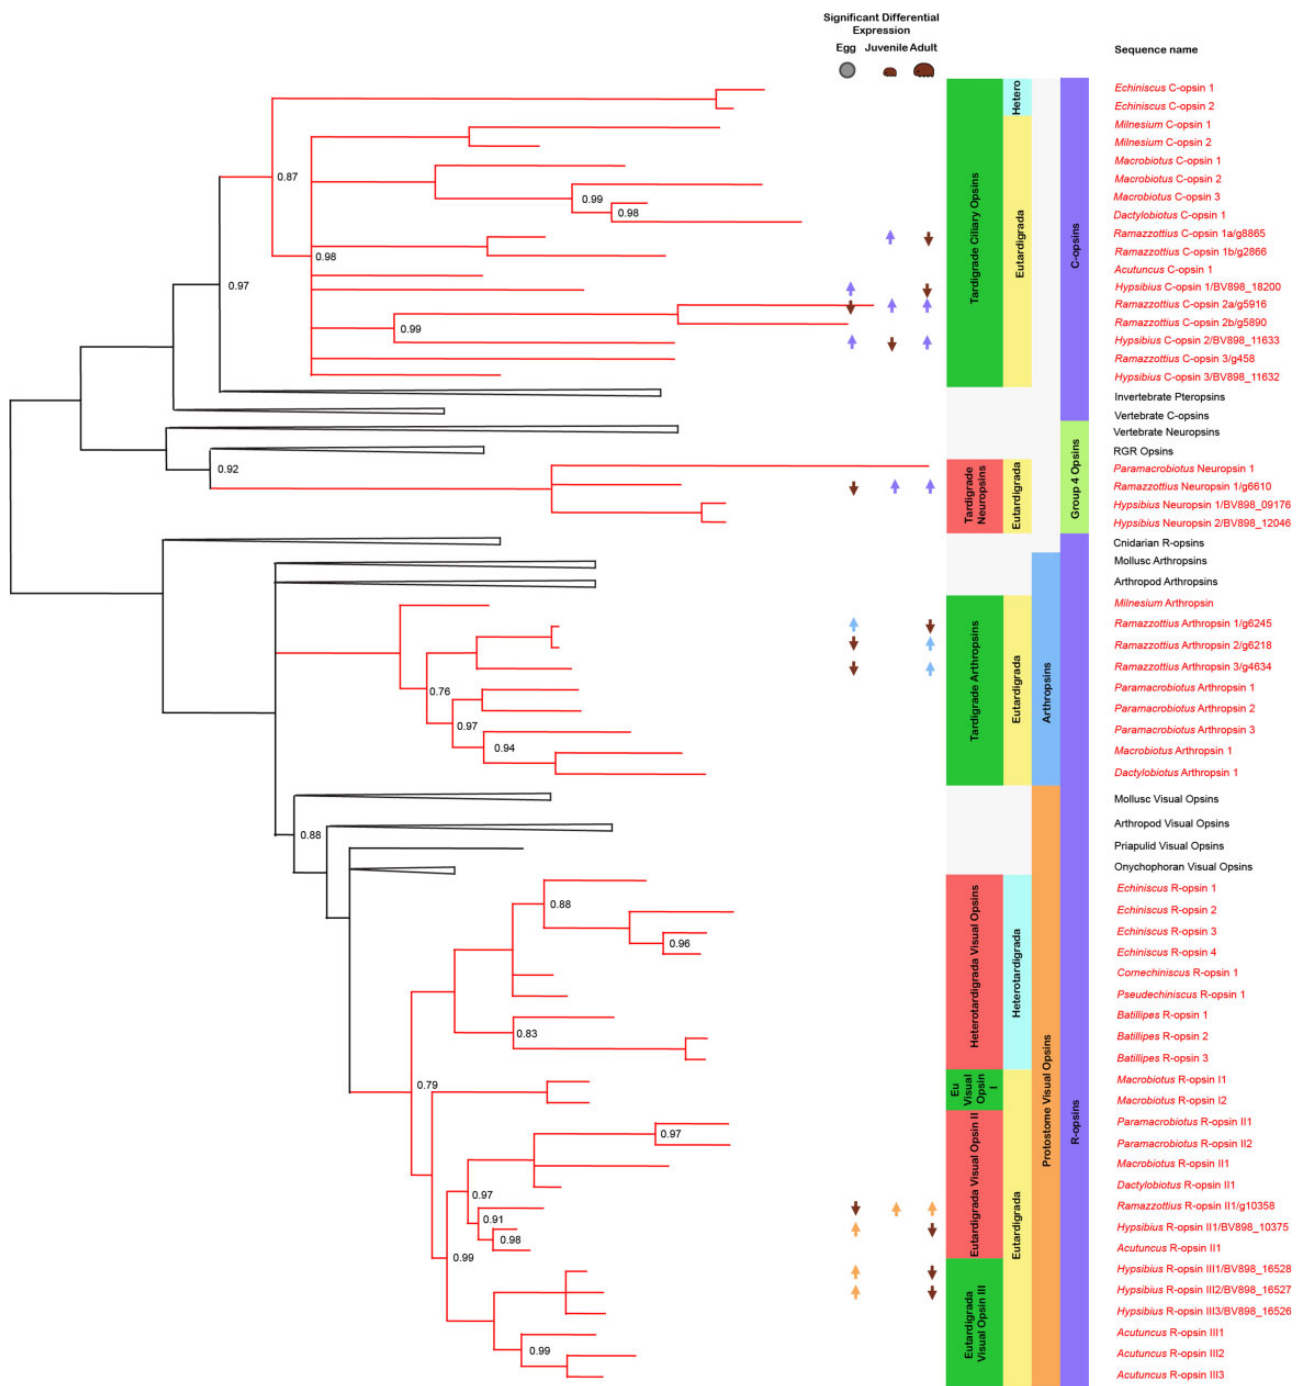 Significant Differential
Expression
Egg Juvenile Adult
Sequence name
Echiniscus C-opsin 1
Echiniscus C-opsin 2
Milnesium C-opsin 1
Milnesium C-opsin 2
Macrobiotus C-opsin 1
Macrobiotus C-opsin 2
Macrobiotus C-opsin 3
Dactylobiotus C-opsin 1
Ramazzottius C-opsin 1a/g8865
Ramazzottius C-opsin 1b/g2866
Acutuncus C-opsin 1
Hypsibius C-opsin 1/BV898_18200
Ramazzottius C-opsin 2a/g5916
Ramazzottius C-opsin 2b/g5890
Hypsibius C-opsin 2/BV898_11633
Ramazzottius C-opsin 3/g458
Hypsibius C-opsin 3/BV898_11632
Invertebrate Pteropsins
Vertebrate C-opsins
Vertebrate Neuropsins
RGR Opsins
Paramacrobiotus Neuropsin 1
Ramazzottius Neuropsin 1/g6610
Hypsibius Neuropsin 1/BV898_09176
Hypsibius Neuropsin 2/BV898_12046
Cnidarian R-opsins
Mollusc Arthropsins
Arthropod Arthropsins
Milnesium Arthropsin
Ramazzottius Arthropsin 1/g6245
Ramazzottius Arthropsin 2/g6218
Ramazzottius Arthropsin 3/g4634
Paramacrobiotus Arthropsin 1
Paramacrobiotus Arthropsin 2
Paramacrobiotus Arthropsin 3
Macrobiotus Arthropsin 1
Dactylobiotus Arthropsin 1
Mollusc Visual Opsins
Arthropod Visual Opsins
Priapulid Visual Opsins
Onychophoran Visual Opsins
Echiniscus R-opsin 1
Echiniscus R-opsin 2
Echiniscus R-opsin 3
Echiniscus R-opsin 4
Cornechiniscus R-opsin 1
Pseudechiniscus R-opsin 1
Batillipes R-opsin 1
Batillipes R-opsin 2
Batillipes R-opsin 3
Macrobiotus R-opsin I1
Macrobiotus R-opsin I2
Paramacrobiotus R-opsin II1
Paramacrobiotus R-opsin II2
Macrobiotus R-opsin II1
Dactylobiotus R-opsin II1
Ramazzottius R-opsin II1/g10358
Hypsibius R-opsin II1/BV898_10375
Acutuncus R-opsin II1
Hypsibius R-opsin III1/BV898_16528
Hypsibius R-opsin III2/BV898_16527
Hypsibius R-opsin III3/BV898_16526
Acutuncus R-opsin III1
Acutuncus R-opsin III2
Acutuncus R-opsin III3
Tardigrade Ciliary Opsins
Hetero
Eutardigrada
C-opsins
Tardigrade
Neuropsins
Eutardigrada
Group 4 Opsins
Tardigrade Arthropsins
Eutardigrada
Arthropsins
Heterotardigrada Visual Opsins
Heterotardigrada
Eu
Visual
Opsin
I
Eutardigrada Visual Opsin II
Eutardigrada
Visual Opsin III
Eutardigrada
Protostome Visual Opsins
R-opsins
0.87
0.99
0.98
0.98
0.97
0.99
0.92
0.76
0.97
0.94
0.88
0.88
0.96
0.83
0.79
0.97
0.97
0.91
0.98
0.99
0.99